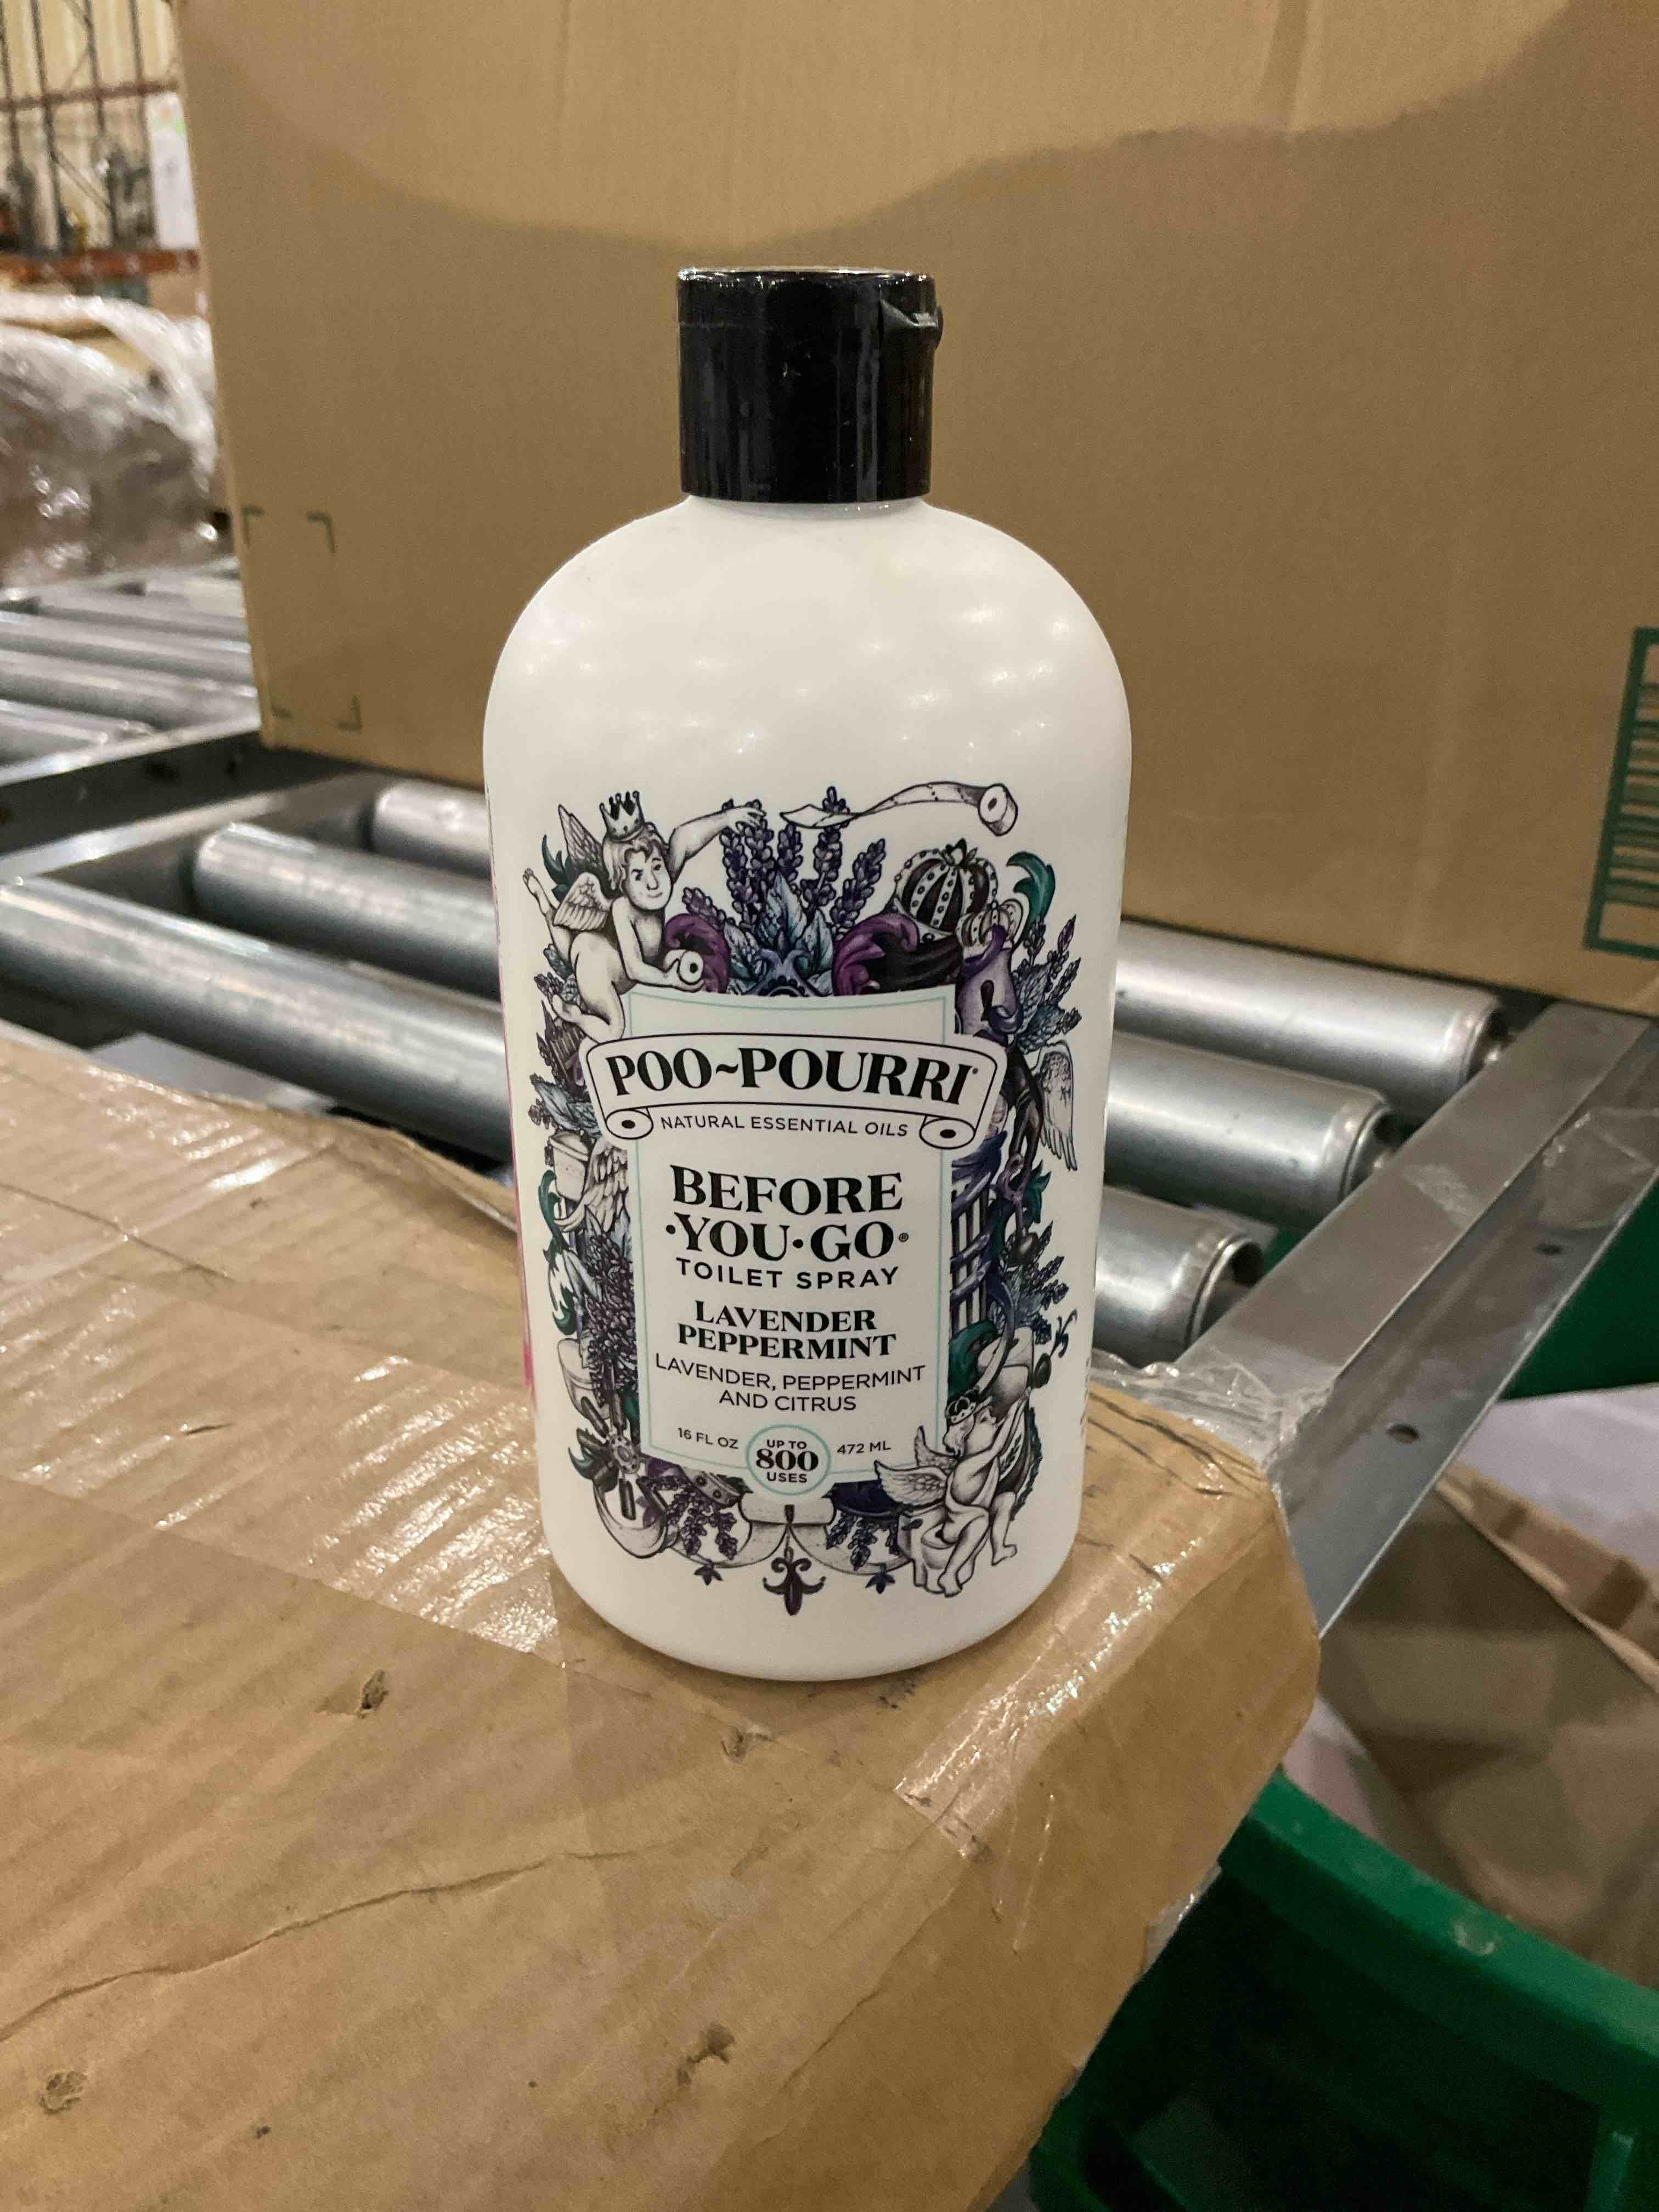 POO~POURRI®
NATURAL ESSENTIAL OILS
BEFORE
•YOU•GO•®
TOILET SPRAY
LAVENDER
PEPPERMINT
LAVENDER, PEPPERMINT
AND CITRUS
16 FL OZ
UP TO
800
USES
472 ML